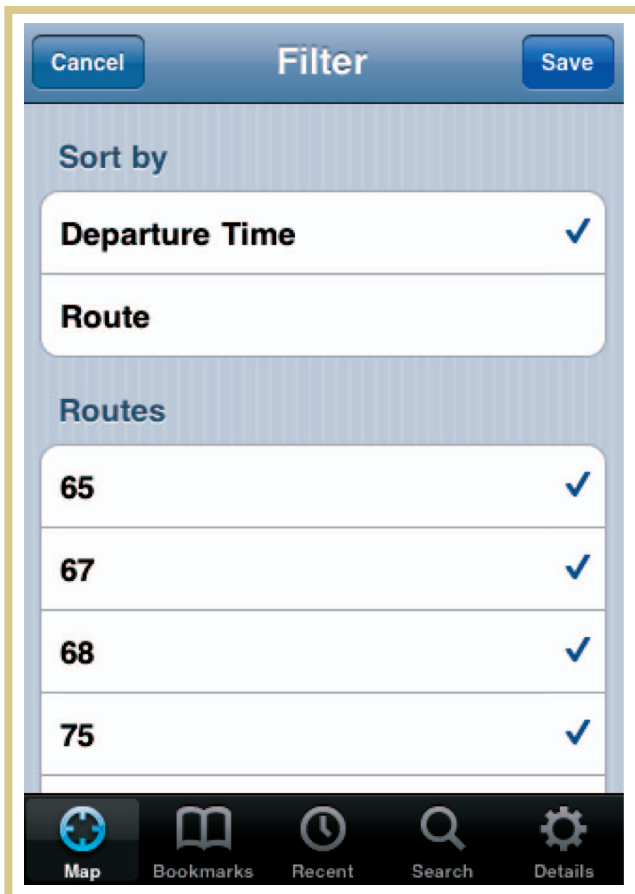 Cancel Filter Save
Sort by
Departure Time
Route
Routes
65
67
68
75
Map Bookmarks Recent Search Details